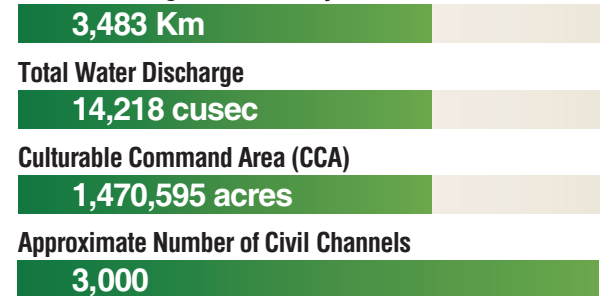 3,483 Km
Total Water Discharge
14,218 cusec
Culturable Command Area (CCA)
1,470,595 acres
Approximate Number of Civil Channels
3,000